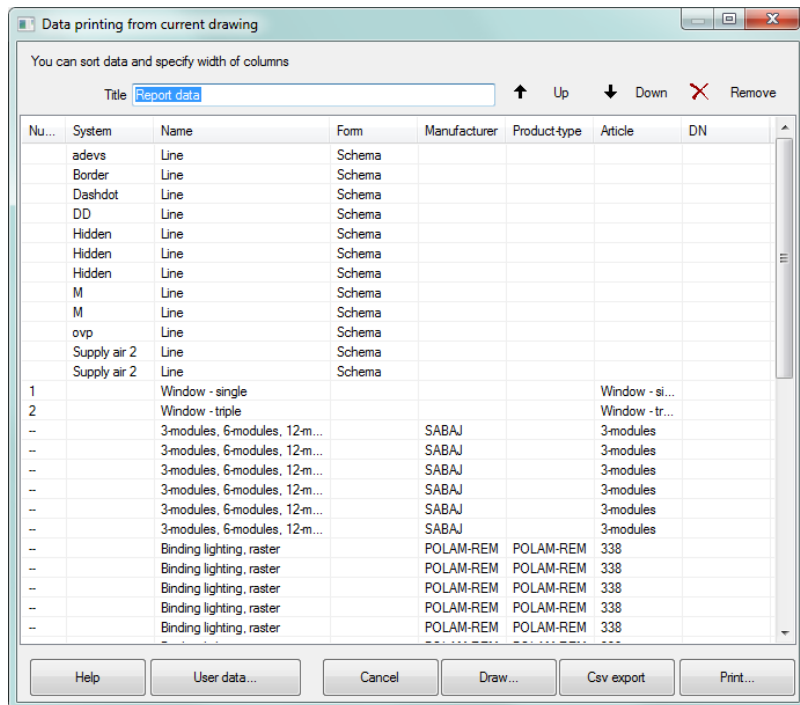 Data printing from current drawing
You can sort data and specify width of columns
Title Report data Up Down Remove
Nu... System Name Form Manufacturer Product-type Article DN
adevs Line Schema
Border Line Schema
Dashdot Line Schema
DD Line Schema
Hidden Line Schema
Hidden Line Schema
Hidden Line Schema
M Line Schema
M Line Schema
ovp Line Schema
Supply air 2 Line Schema
Supply air 2 Line Schema
1 Window - single Window - si...
2 Window - triple Window - tr...
-- 3-modules, 6-modules, 12-m... SABAJ 3-modules
-- 3-modules, 6-modules, 12-m... SABAJ 3-modules
-- 3-modules, 6-modules, 12-m... SABAJ 3-modules
-- 3-modules, 6-modules, 12-m... SABAJ 3-modules
-- 3-modules, 6-modules, 12-m... SABAJ 3-modules
-- 3-modules, 6-modules, 12-m... SABAJ 3-modules
-- Binding lighting, raster POLAM-REM POLAM-REM 338
-- Binding lighting, raster POLAM-REM POLAM-REM 338
-- Binding lighting, raster POLAM-REM POLAM-REM 338
-- Binding lighting, raster POLAM-REM POLAM-REM 338
-- Binding lighting, raster POLAM-REM POLAM-REM 338
Help User data... Cancel Draw... Csv export Print...